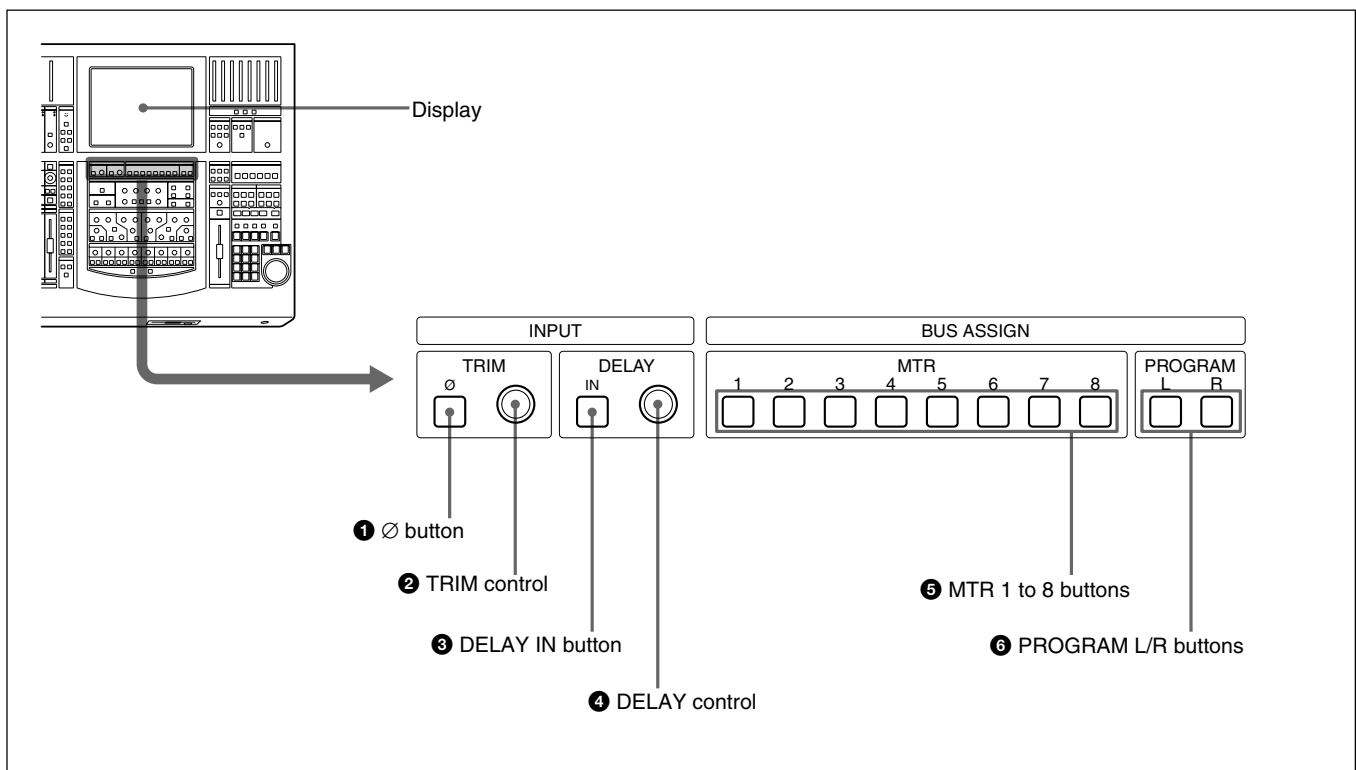 Display
INPUT BUS ASSIGN
TRIM DELAY MTR PROGRAM
Ø IN 1 2 3 4 5 6 7 8 L R
❶ ∅ button
❷ TRIM control
❺ MTR 1 to 8 buttons
❸ DELAY IN button
❻ PROGRAM L/R buttons
❹ DELAY control